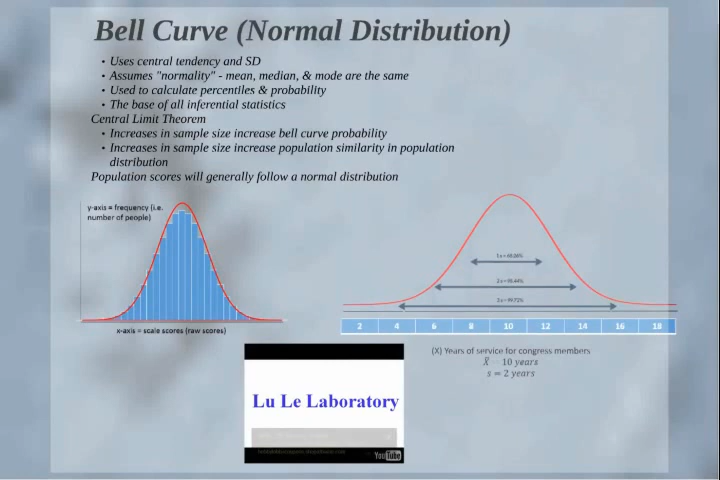 Bell Curve (Normal Distribution)
• Uses central tendency and SD
• Assumes "normality" - mean, median, & mode are the same
• Used to calculate percentiles & probability
• The base of all inferential statistics
Central Limit Theorem
• Increases in sample size increase bell curve probability
• Increases in sample size increase population similarity in population
distribution
Population scores will generally follow a normal distribution
y-axis = frequency (i.e.
number of people)
x-axis = scale scores (raw scores)
2 4 6 8 10 12 14 16 18
(X) Years of service for congress members
X̄ = 10 years
s = 2 years
Lu Le Laboratory
YouTube